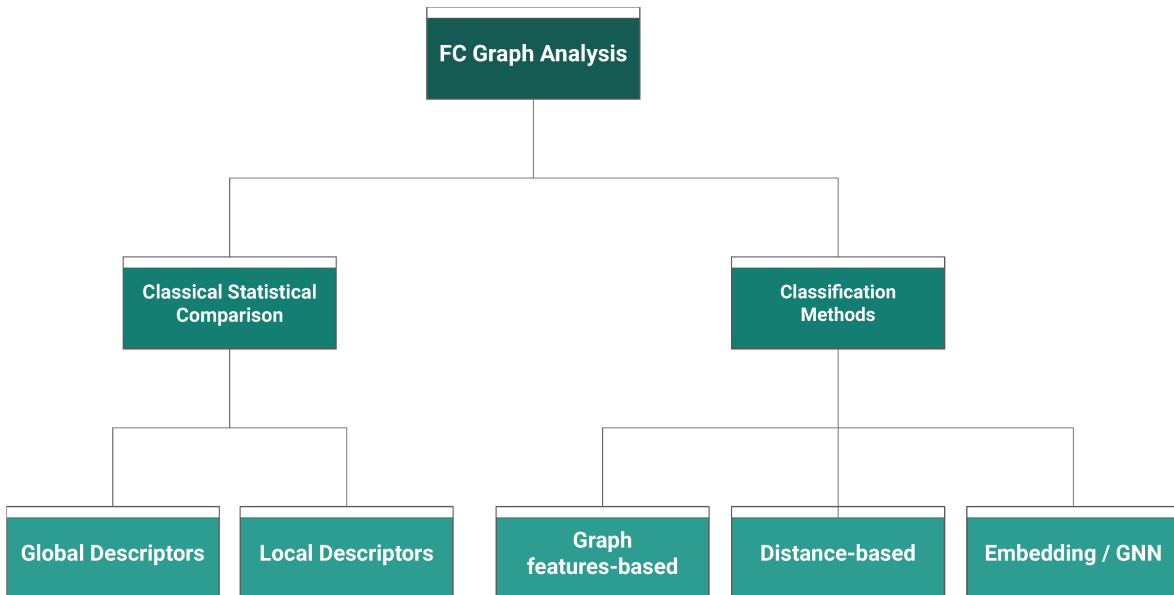 FC Graph Analysis
Classical Statistical
Comparison
Classification
Methods
Global Descriptors
Local Descriptors
Graph
features-based
Distance-based
Embedding / GNN